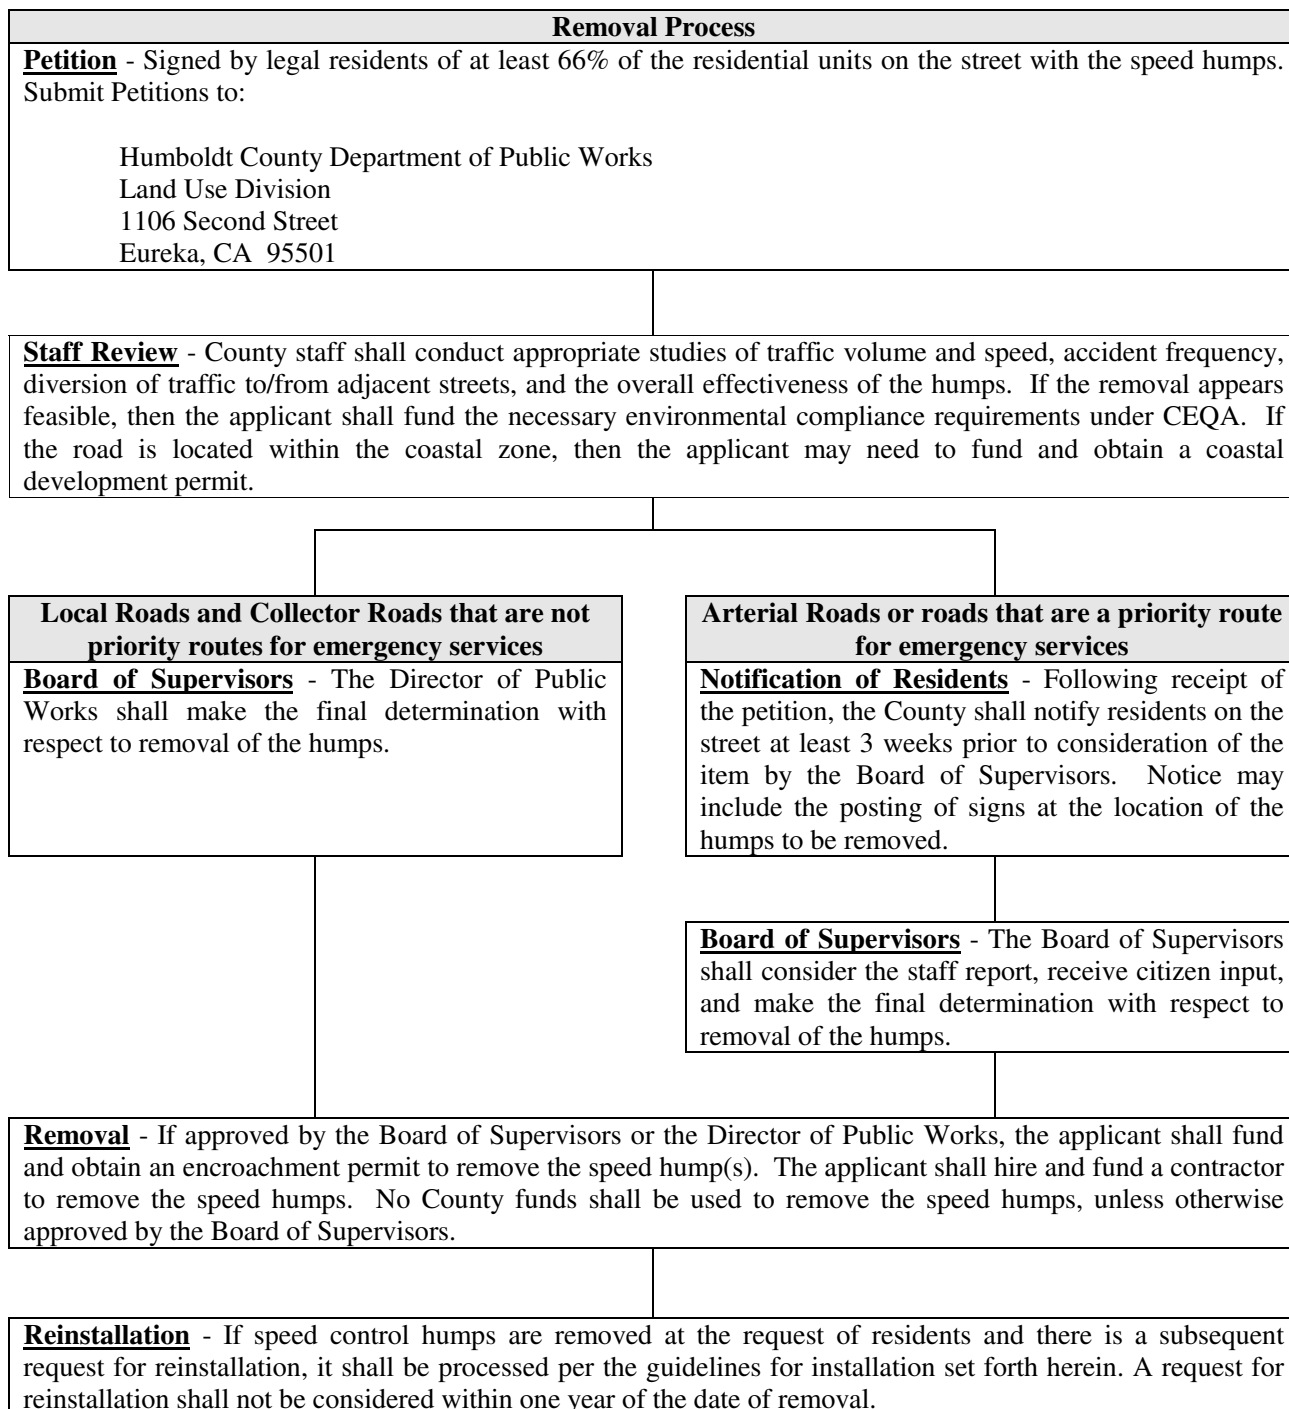 Removal Process
Petition - Signed by legal residents of at least 66% of the residential units on the street with the speed humps.
Submit Petitions to:
Humboldt County Department of Public Works
Land Use Division
1106 Second Street
Eureka, CA  95501
Staff Review - County staff shall conduct appropriate studies of traffic volume and speed, accident frequency,
diversion of traffic to/from adjacent streets, and the overall effectiveness of the humps.  If the removal appears
feasible, then the applicant shall fund the necessary environmental compliance requirements under CEQA.  If
the road is located within the coastal zone, then the applicant may need to fund and obtain a coastal
development permit.
Local Roads and Collector Roads that are not
priority routes for emergency services
Board of Supervisors - The Director of Public
Works shall make the final determination with
respect to removal of the humps.
Arterial Roads or roads that are a priority route
for emergency services
Notification of Residents - Following receipt of
the petition, the County shall notify residents on the
street at least 3 weeks prior to consideration of the
item by the Board of Supervisors.  Notice may
include the posting of signs at the location of the
humps to be removed.
Board of Supervisors - The Board of Supervisors
shall consider the staff report, receive citizen input,
and make the final determination with respect to
removal of the humps.
Removal - If approved by the Board of Supervisors or the Director of Public Works, the applicant shall fund
and obtain an encroachment permit to remove the speed hump(s).  The applicant shall hire and fund a contractor
to remove the speed humps.  No County funds shall be used to remove the speed humps, unless otherwise
approved by the Board of Supervisors.
Reinstallation - If speed control humps are removed at the request of residents and there is a subsequent
request for reinstallation, it shall be processed per the guidelines for installation set forth herein. A request for
reinstallation shall not be considered within one year of the date of removal.